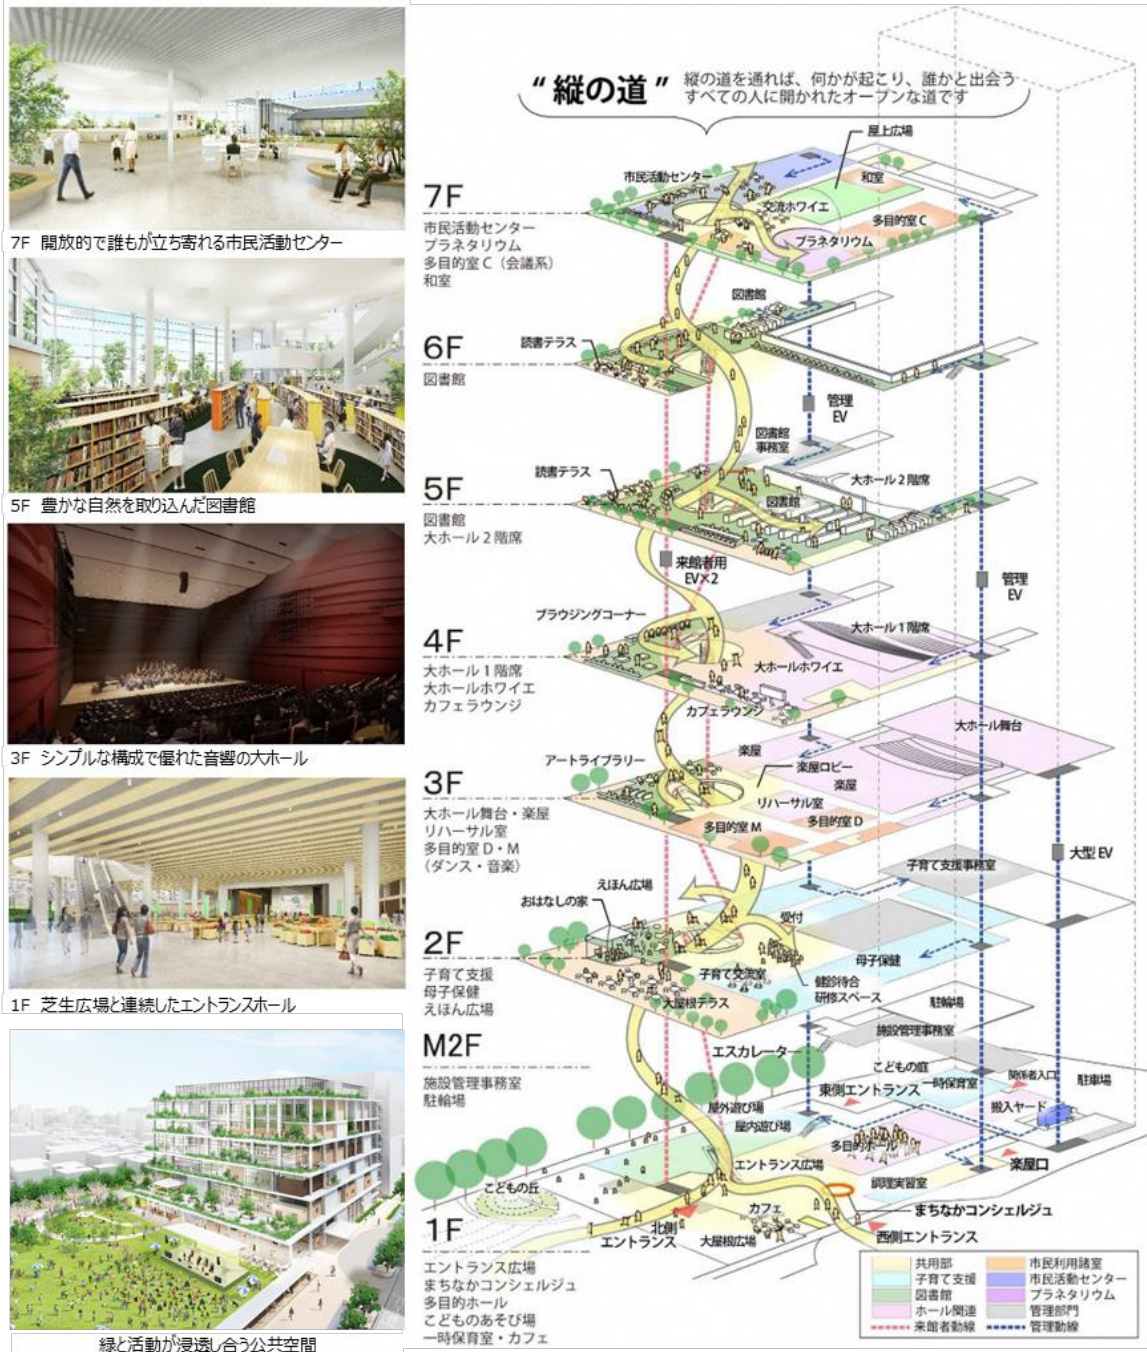 7F 開放的で誰もが立ち寄れる市民活動センター
5F 豊かな自然を取り込んだ図書館
3F シンプルな構成で優れた音響の大ホール
1F 芝生広場と連続したエントランスホール
緑と活動が浸透し合う公共空間
“縦の道”
縦の道を通れば、何かが起こり、誰かと出会う
すべての人に開かれたオープンな道です
7F
市民活動センター
プラネタリウム
多目的室C（会議系）
和室
屋上広場
市民活動センター
和室
交流ホワイエ
多目的室C
プラネタリウム
6F
図書館
図書館
読書テラス
管理
EV
5F
図書館
大ホール2階席
図書館
事務室
読書テラス
大ホール2階席
図書館
来館者用
EV×2
管理
EV
4F
大ホール1階席
大ホールホワイエ
カフェラウンジ
ブラウジングコーナー
大ホール1階席
大ホールホワイエ
カフェラウンジ
3F
大ホール舞台・楽屋
リハーサル室
多目的室D・M
（ダンス・音楽）
大ホール舞台
楽屋
アートライブラリー
楽屋ロビー
楽屋
リハーサル室
多目的室M
多目的室D
大型EV
2F
子育て支援
母子保健
えほん広場
子育て支援事務室
えほん広場
おはなしの家
受付
母子保健
子育て交流室
健診待合
研修スペース
大屋根テラス
M2F
施設管理事務室
駐輪場
駐輪場
施設管理事務室
エスカレーター
1F
エントランス広場
まちなかコンシェルジュ
多目的ホール
こどものあそび場
一時保育室・カフェ
こどもの庭
一時保育室
関係者入口
駐車場
東側エントランス
搬入ヤード
屋外遊び場
屋内遊び場
多目的ホール
エントランス広場
楽屋口
調理実習室
こどもの丘
カフェ
まちなかコンシェルジュ
北側
エントランス
大屋根広場
西側エントランス
共用部
市民利用諸室
子育て支援
市民活動センター
図書館
プラネタリウム
ホール関連
管理部門
来館者動線
管理動線